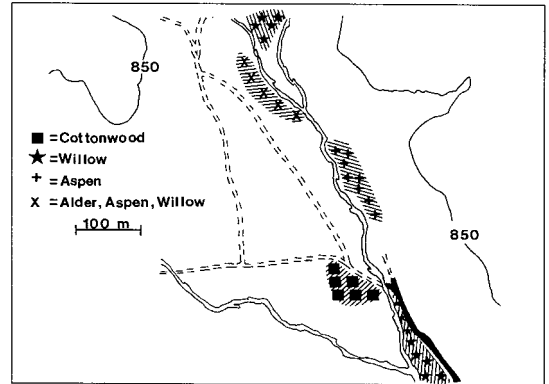 850
■ =Cottonwood
★ =Willow
+ =Aspen
x =Alder, Aspen, Willow
100 m
850